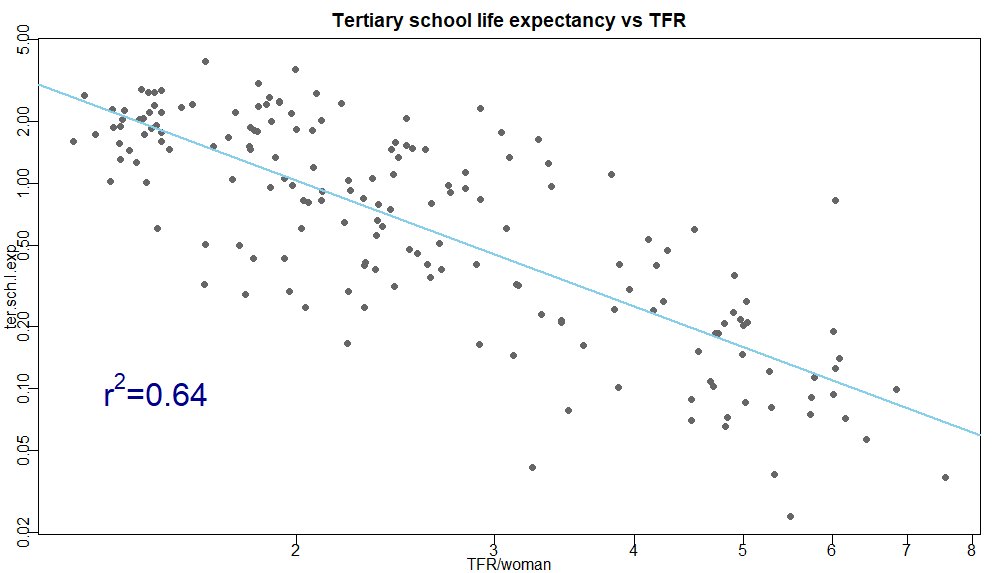 Tertiary school life expectancy vs TFR
5.00
2.00
1.00
0.50
0.20
0.10
0.05
0.02
ter.sch.l.exp
r²=0.64
2 3 4 5 6 7 8
TFR/woman